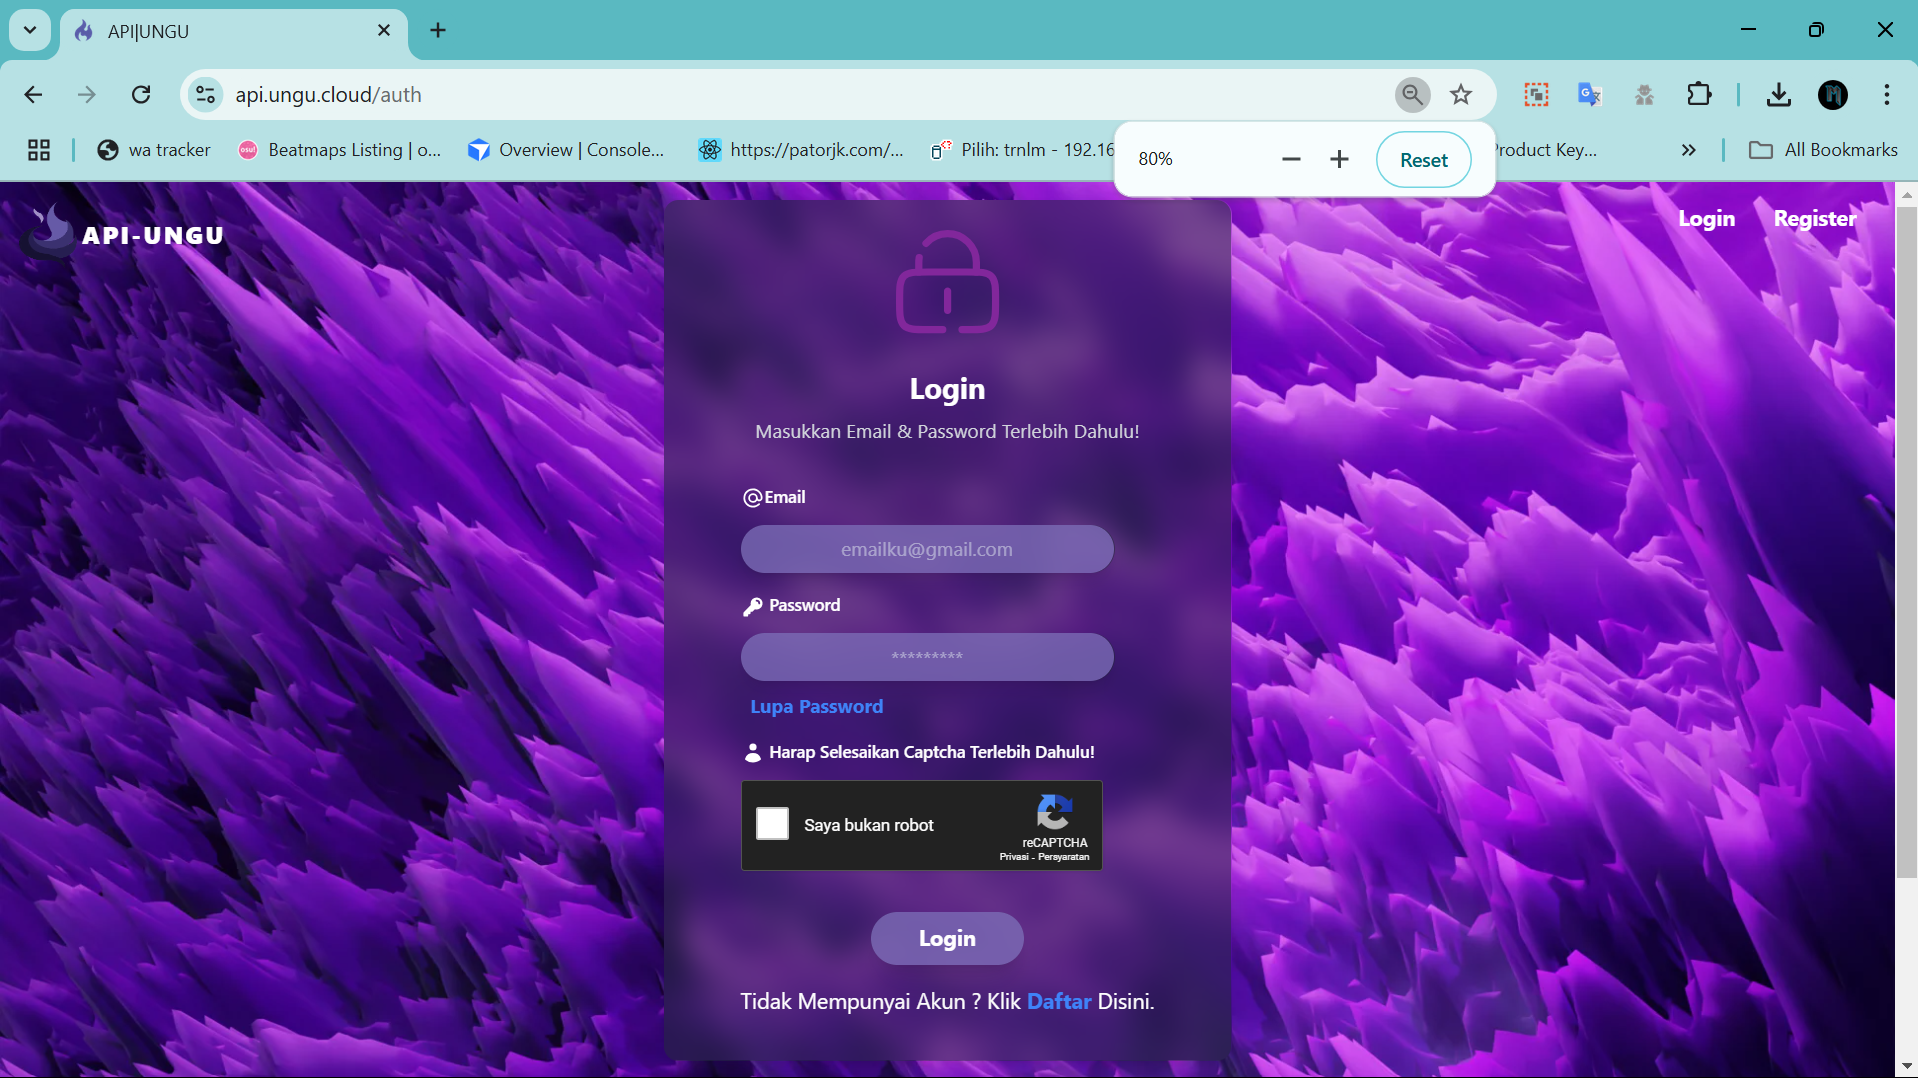 API|UNGU
api.ungu.cloud/auth
wa tracker
osu!
Beatmaps Listing | o...
Overview | Console...
https://patorjk.com/...
Pilih: trnlm - 192.16
Product Key...
All Bookmarks
80%
Reset
API-UNGU
Login
Register
Login
Masukkan Email & Password Terlebih Dahulu!
Email
emailku@gmail.com
Password
*********
Lupa Password
Harap Selesaikan Captcha Terlebih Dahulu!
Saya bukan robot
reCAPTCHA
Privasi - Persyaratan
Login
Tidak Mempunyai Akun ? Klik Daftar Disini.